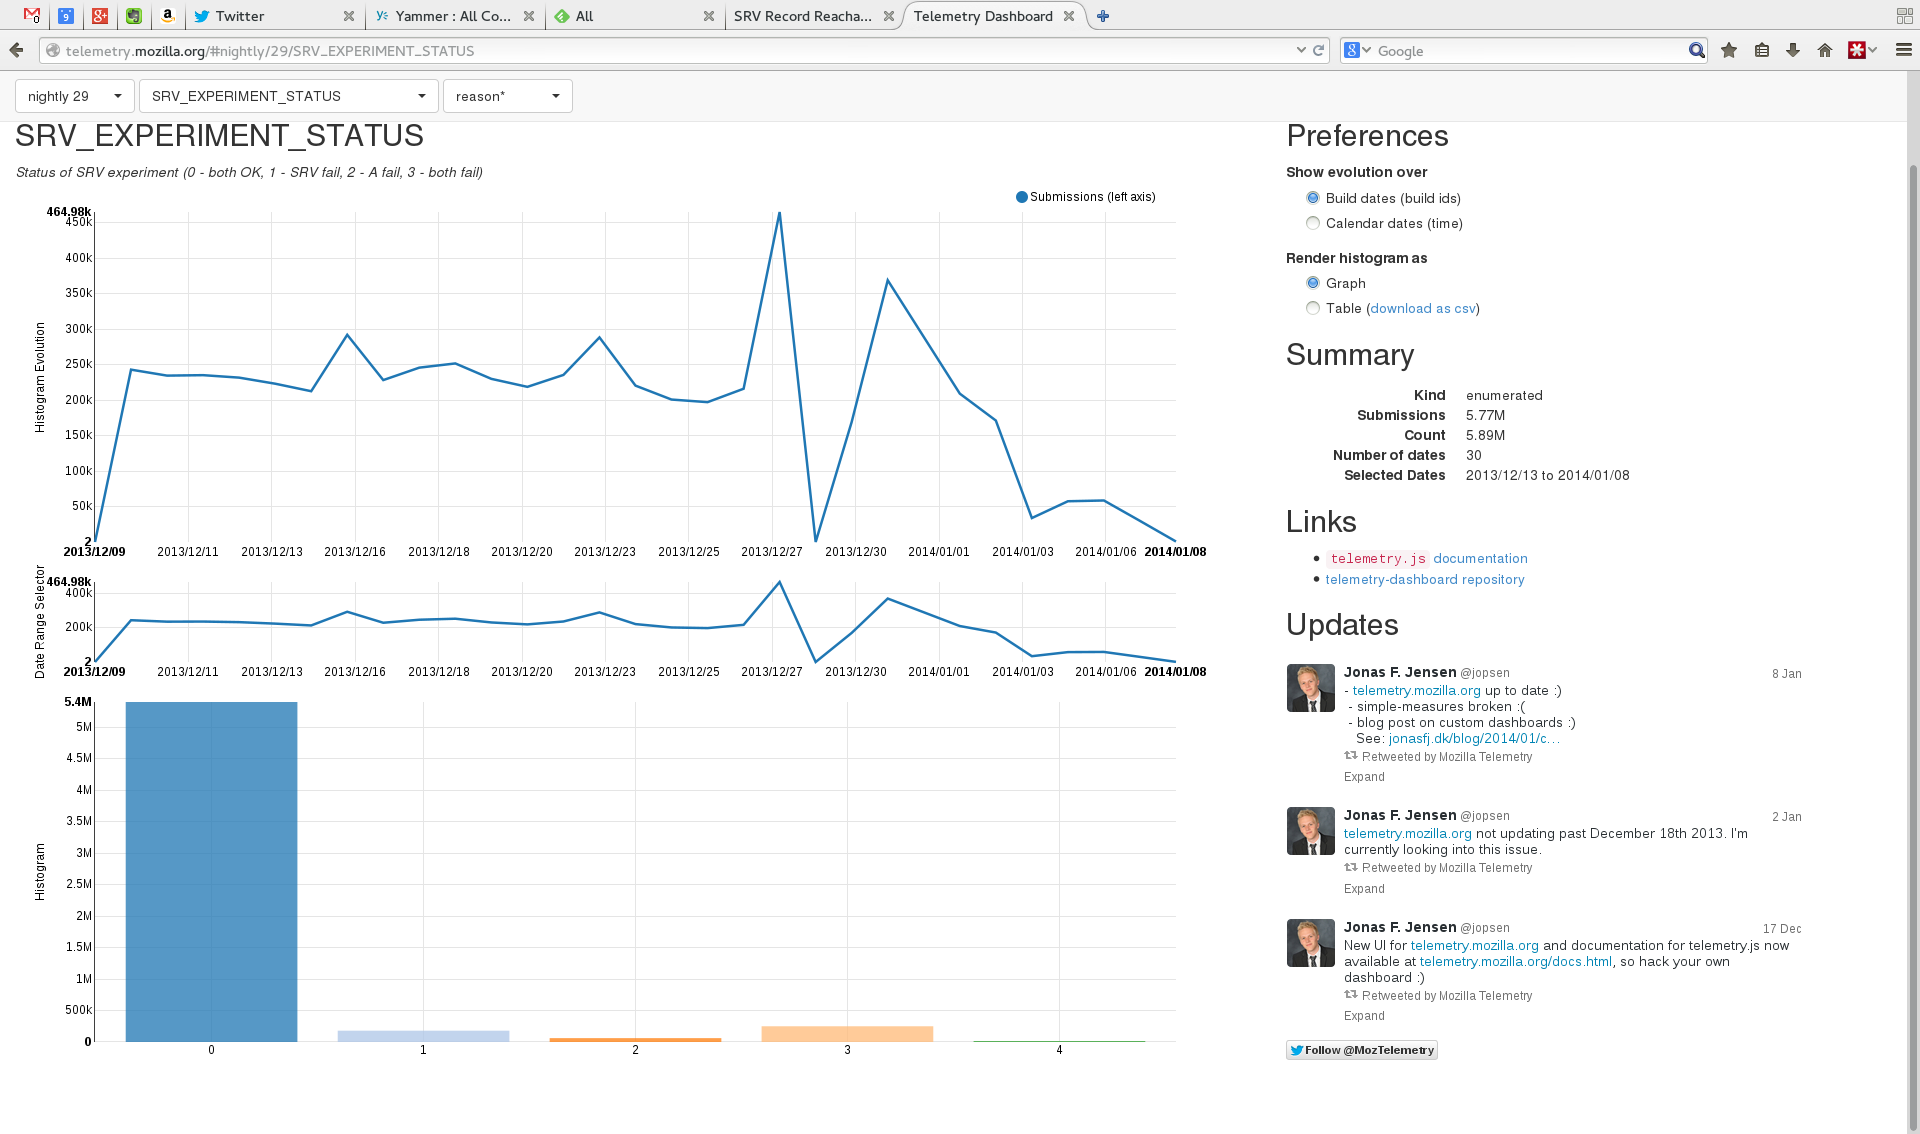 0
9
g+
Twitter
Yammer : All Co...
All
SRV Record Reacha...
Telemetry Dashboard
telemetry.mozilla.org/#nightly/29/SRV_EXPERIMENT_STATUS
Google
nightly 29
SRV_EXPERIMENT_STATUS
reason*
SRV_EXPERIMENT_STATUS
Status of SRV experiment (0 - both OK, 1 - SRV fail, 2 - A fail, 3 - both fail)
Submissions (left axis)
Histogram Evolution
464.98k
450k
400k
350k
300k
250k
200k
150k
100k
50k
2
2013/12/09 2013/12/11 2013/12/13 2013/12/16 2013/12/18 2013/12/20 2013/12/23 2013/12/25 2013/12/27 2013/12/30 2014/01/01 2014/01/03 2014/01/06 2014/01/08
Date Range Selector
464.98k
400k
200k
2
2013/12/09 2013/12/11 2013/12/13 2013/12/16 2013/12/18 2013/12/20 2013/12/23 2013/12/25 2013/12/27 2013/12/30 2014/01/01 2014/01/03 2014/01/06 2014/01/08
Histogram
5.4M
5M
4.5M
4M
3.5M
3M
2.5M
2M
1.5M
1M
500k
0
0 1 2 3 4
Preferences
Show evolution over
Build dates (build ids)
Calendar dates (time)
Render histogram as
Graph
Table (download as csv)
Summary
Kind enumerated
Submissions 5.77M
Count 5.89M
Number of dates 30
Selected Dates 2013/12/13 to 2014/01/08
Links
• telemetry.js documentation
• telemetry-dashboard repository
Updates
Jonas F. Jensen @jopsen 8 Jan
- telemetry.mozilla.org up to date :)
- simple-measures broken :(
- blog post on custom dashboards :)
See: jonasfj.dk/blog/2014/01/c...
Retweeted by Mozilla Telemetry
Expand
Jonas F. Jensen @jopsen 2 Jan
telemetry.mozilla.org not updating past December 18th 2013. I'm
currently looking into this issue.
Retweeted by Mozilla Telemetry
Expand
Jonas F. Jensen @jopsen 17 Dec
New UI for telemetry.mozilla.org and documentation for telemetry.js now
available at telemetry.mozilla.org/docs.html, so hack your own
dashboard :)
Retweeted by Mozilla Telemetry
Expand
Follow @MozTelemetry